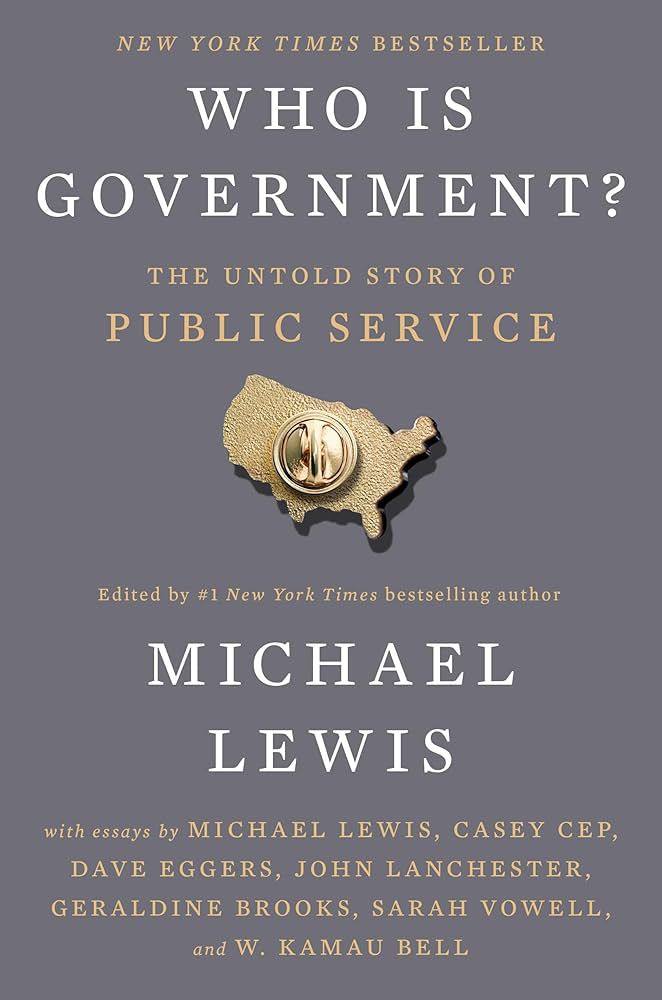 NEW YORK TIMES BESTSELLER
WHO IS
GOVERNMENT?
THE UNTOLD STORY OF
PUBLIC SERVICE
Edited by #1 New York Times bestselling author
MICHAEL
LEWIS
with essays by MICHAEL LEWIS, CASEY CEP,
DAVE EGGERS, JOHN LANCHESTER,
GERALDINE BROOKS, SARAH VOWELL,
and W. KAMAU BELL